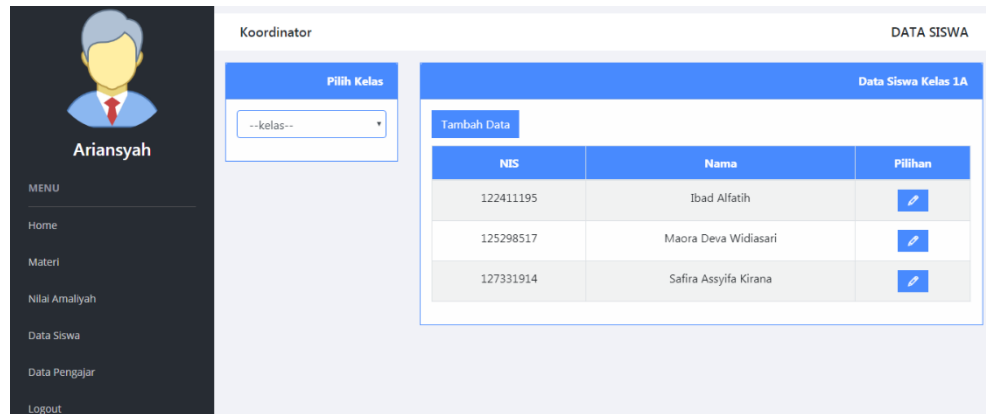 Ariansyah
MENU
Home
Materi
Nilai Amaliyah
Data Siswa
Data Pengajar
Logout
Koordinator DATA SISWA
Pilih Kelas
--kelas--
Data Siswa Kelas 1A
Tambah Data
NIS Nama Pilihan
122411195 Ibad Alfatih
125298517 Maora Deva Widiasari
127331914 Safira Assyifa Kirana